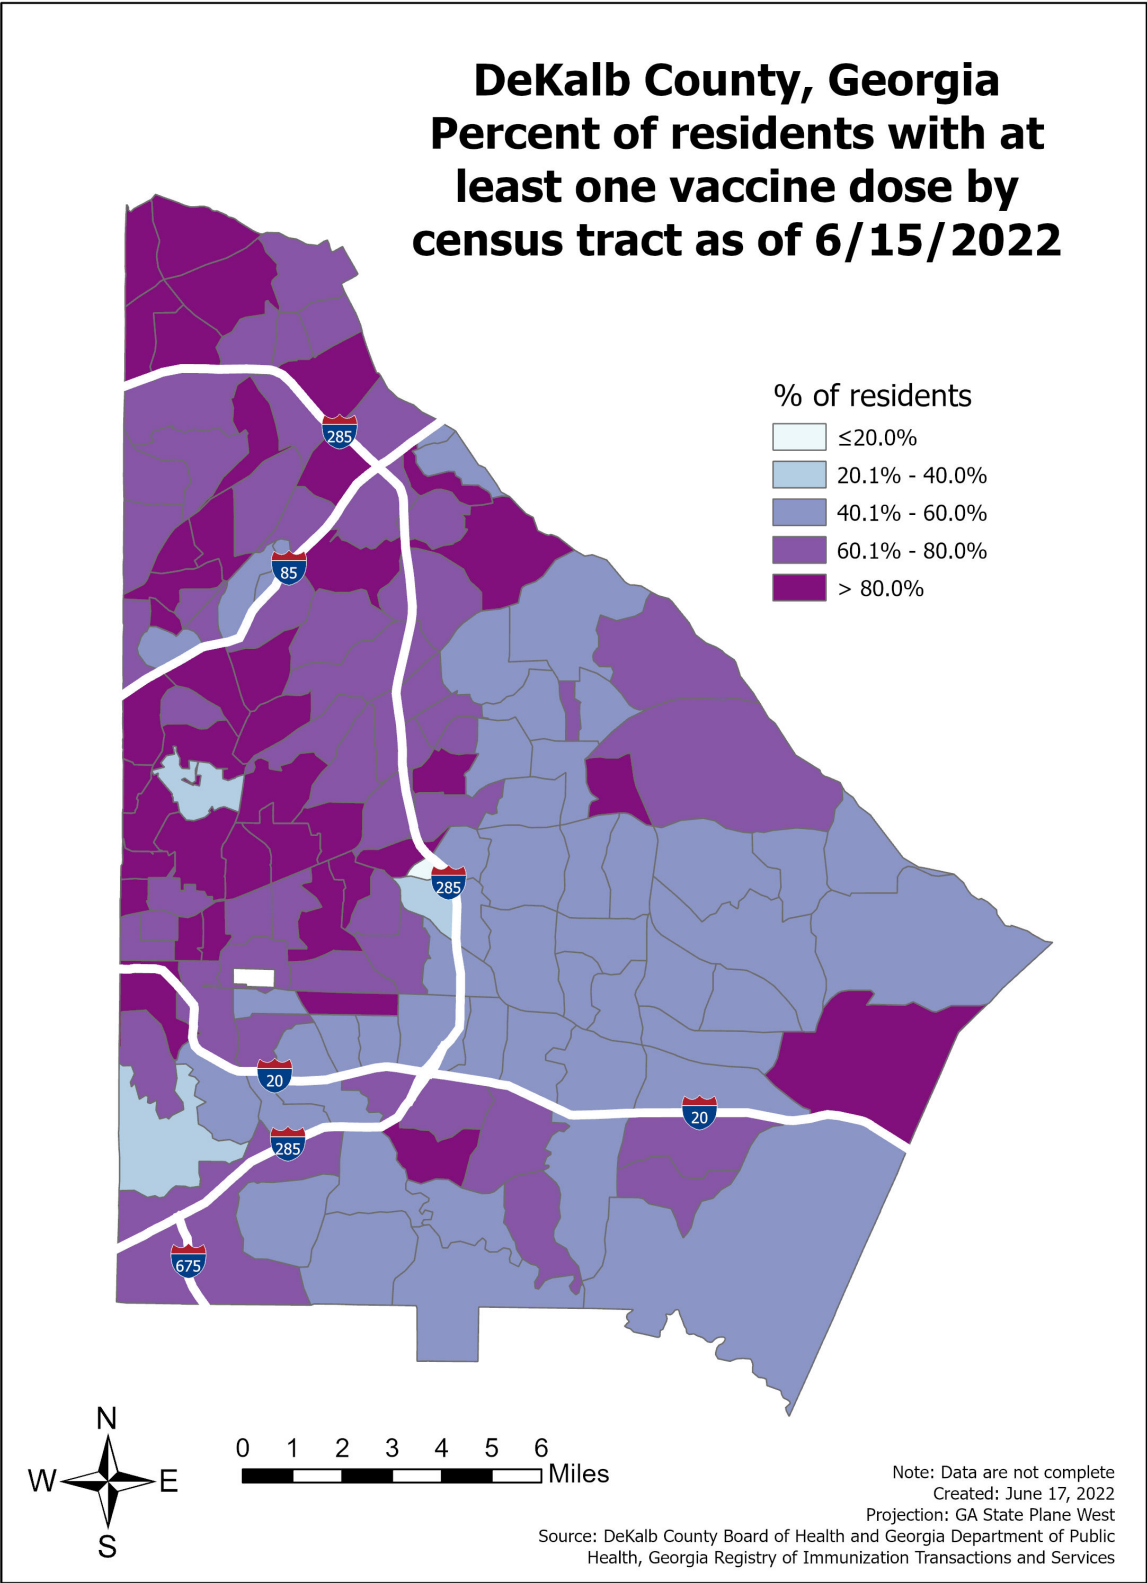 DeKalb County, Georgia
Percent of residents with at
least one vaccine dose by
census tract as of 6/15/2022
% of residents
≤20.0%
20.1% - 40.0%
40.1% - 60.0%
60.1% - 80.0%
> 80.0%
285
85
285
20
20
285
675
N
W E
S
0 1 2 3 4 5 6
Miles
Note: Data are not complete
Created: June 17, 2022
Projection: GA State Plane West
Source: DeKalb County Board of Health and Georgia Department of Public
Health, Georgia Registry of Immunization Transactions and Services